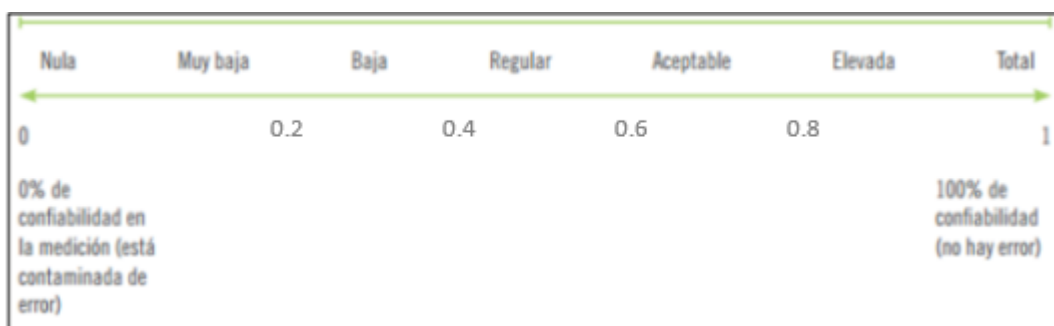 Nula Muy baja Baja Regular Aceptable Elevada Total
0 0.2 0.4 0.6 0.8 1
0% de
confiabilidad en
la medición (está
contaminada de
error)
100% de
confiabilidad
(no hay error)